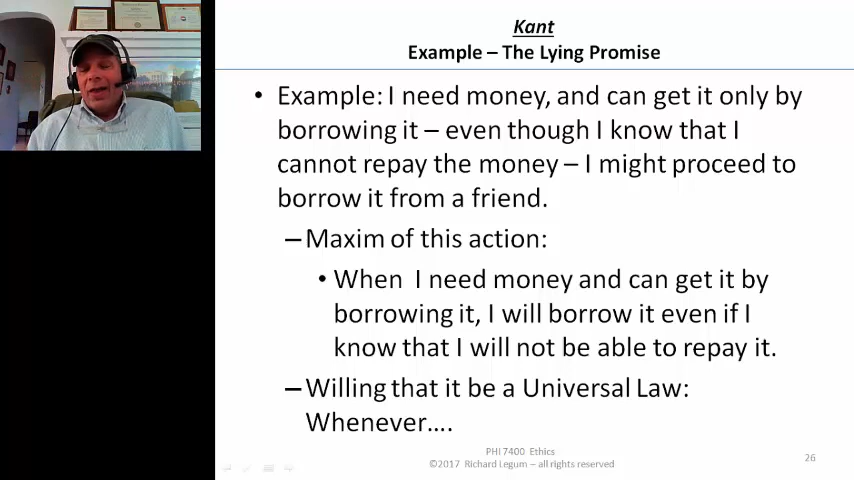 Kant
Example – The Lying Promise
• Example: I need money, and can get it only by
borrowing it – even though I know that I
cannot repay the money – I might proceed to
borrow it from a friend.
– Maxim of this action:
• When I need money and can get it by
borrowing it, I will borrow it even if I
know that I will not be able to repay it.
– Willing that it be a Universal Law:
Whenever….
PHI 7400 Ethics
©2017 Richard Legum – all rights reserved
26